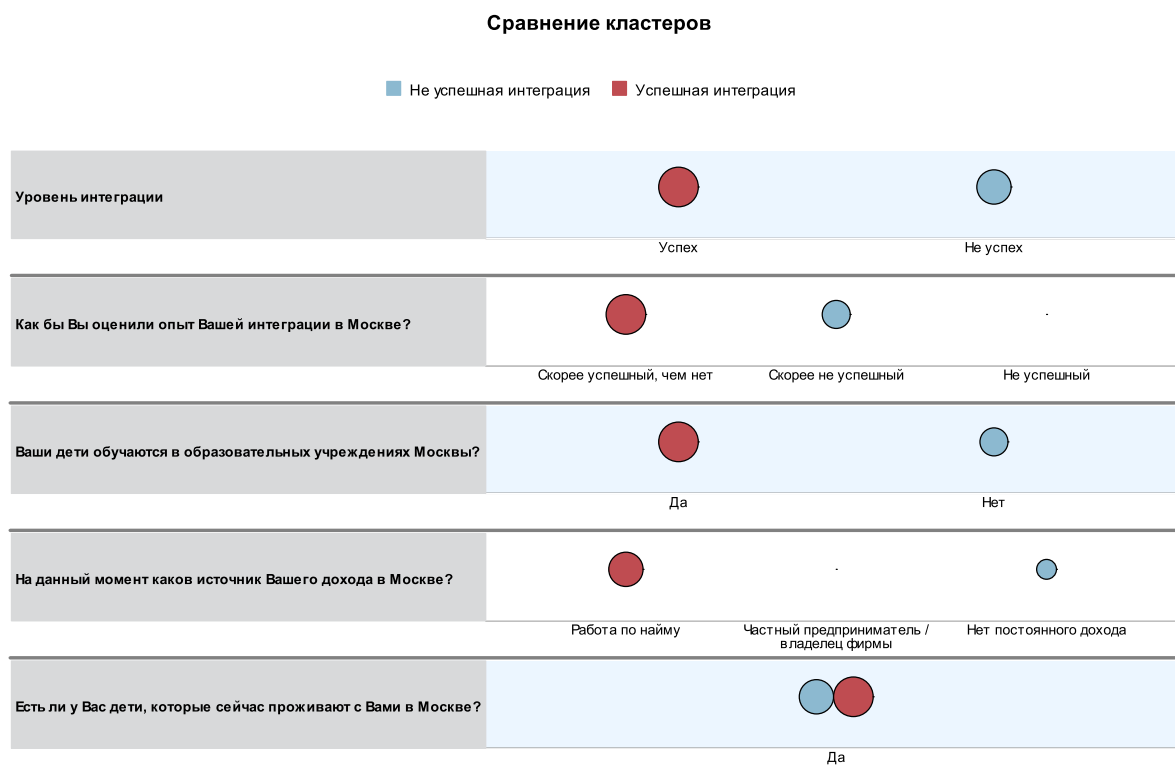 Сравнение кластеров
Не успешная интеграция
Успешная интеграция
Уровень интеграции
Успех
Не успех
Как бы Вы оценили опыт Вашей интеграции в Москве?
Скорее успешный, чем нет
Скорее не успешный
Не успешный
Ваши дети обучаются в образовательных учреждениях Москвы?
Да
Нет
На данный момент каков источник Вашего дохода в Москве?
Работа по найму
Частный предприниматель /
владелец фирмы
Нет постоянного дохода
Есть ли у Вас дети, которые сейчас проживают с Вами в Москве?
Да